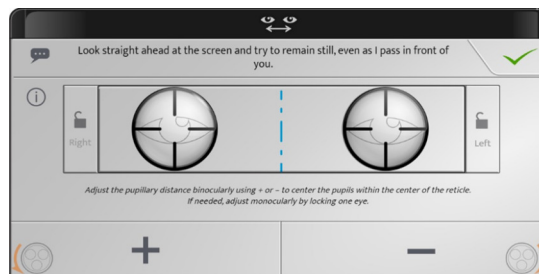 Look straight ahead at the screen and try to remain still, even as I pass in front of
you.
Right
Left
Adjust the pupillary distance binocularly using + or – to center the pupils within the center of the reticle.
If needed, adjust monocularly by locking one eye.
+
–